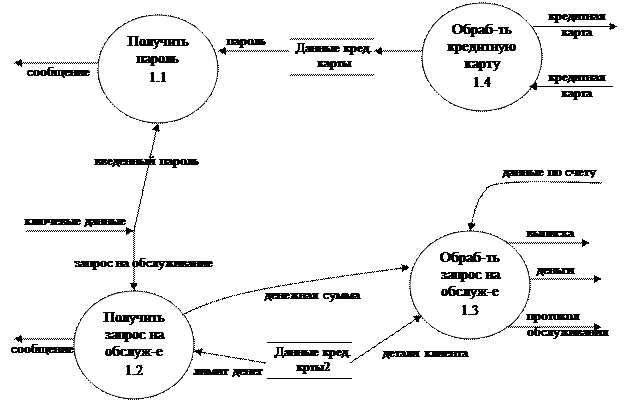 Получить
пароль
1.1
пароль
Данные кред.
карты
Обраб-ть
кредитную
карту
1.4
кредитная
карта
кредитная
карта
сообщение
введенный пароль
данные по счету
ключевые данные
запрос на обслуживание
Обраб-ть
запрос на
обслуж-е
1.3
выписка
деньги
протокол
обслуживания
денежная сумма
Получить
запрос на
обслуж-е
1.2
сообщение
лимит денег
Данные кред.
крты2
детали клиента